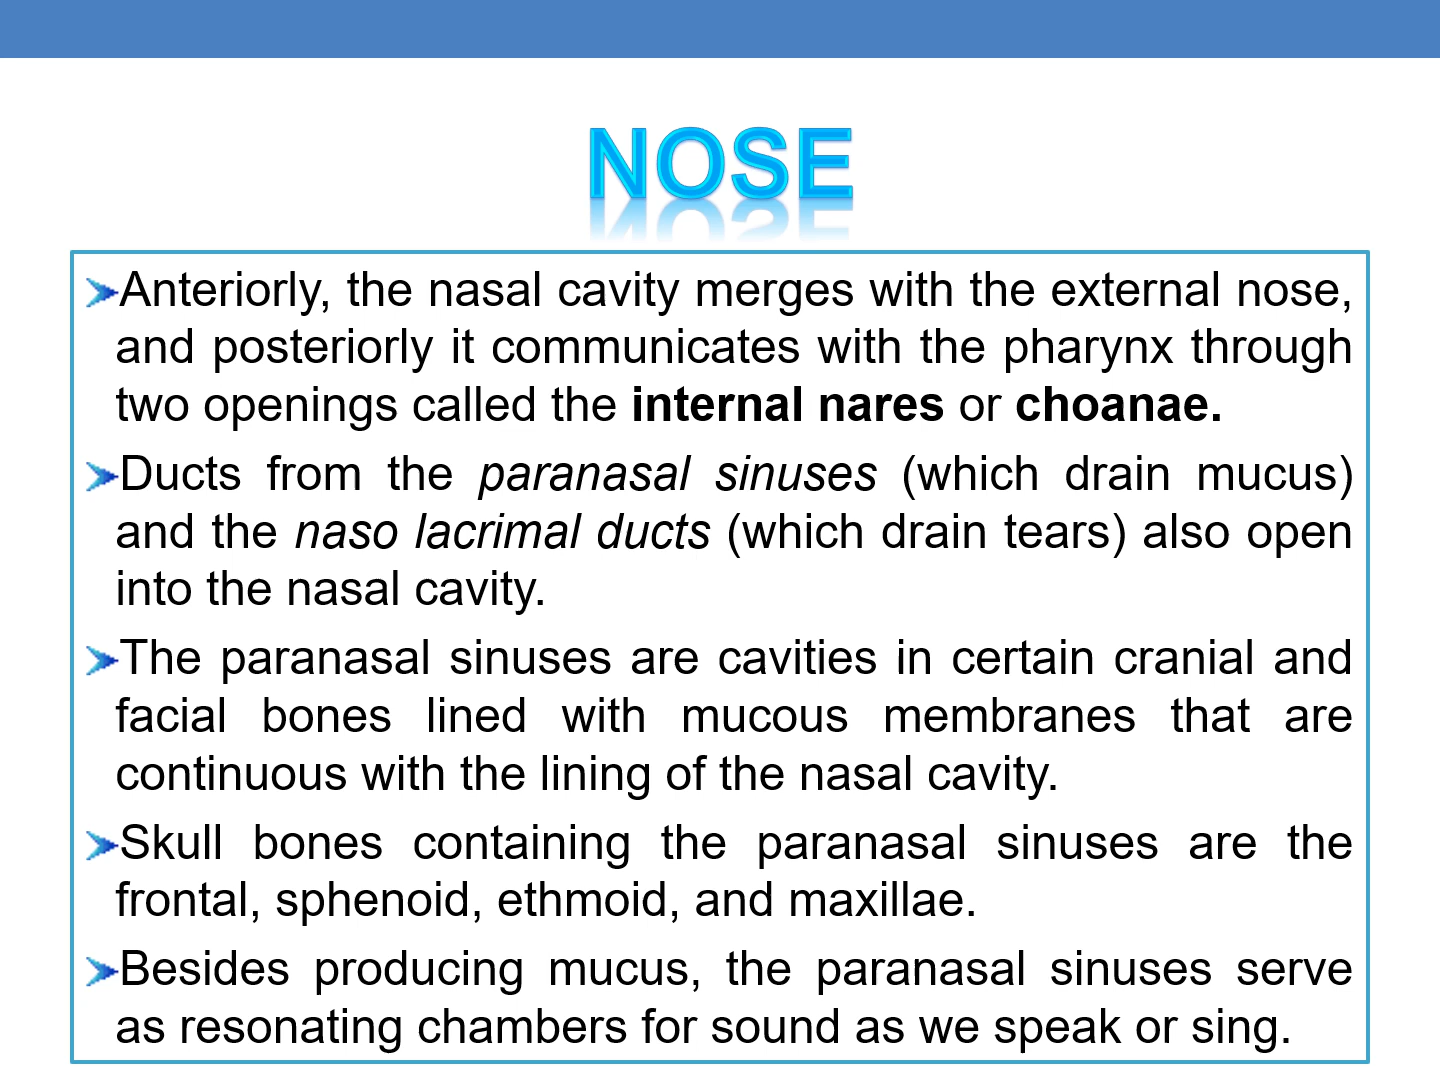 NOSE
Anteriorly, the nasal cavity merges with the external nose,
and posteriorly it communicates with the pharynx through
two openings called the internal nares or choanae.
Ducts from the paranasal sinuses (which drain mucus)
and the naso lacrimal ducts (which drain tears) also open
into the nasal cavity.
The paranasal sinuses are cavities in certain cranial and
facial bones lined with mucous membranes that are
continuous with the lining of the nasal cavity.
Skull bones containing the paranasal sinuses are the
frontal, sphenoid, ethmoid, and maxillae.
Besides producing mucus, the paranasal sinuses serve
as resonating chambers for sound as we speak or sing.